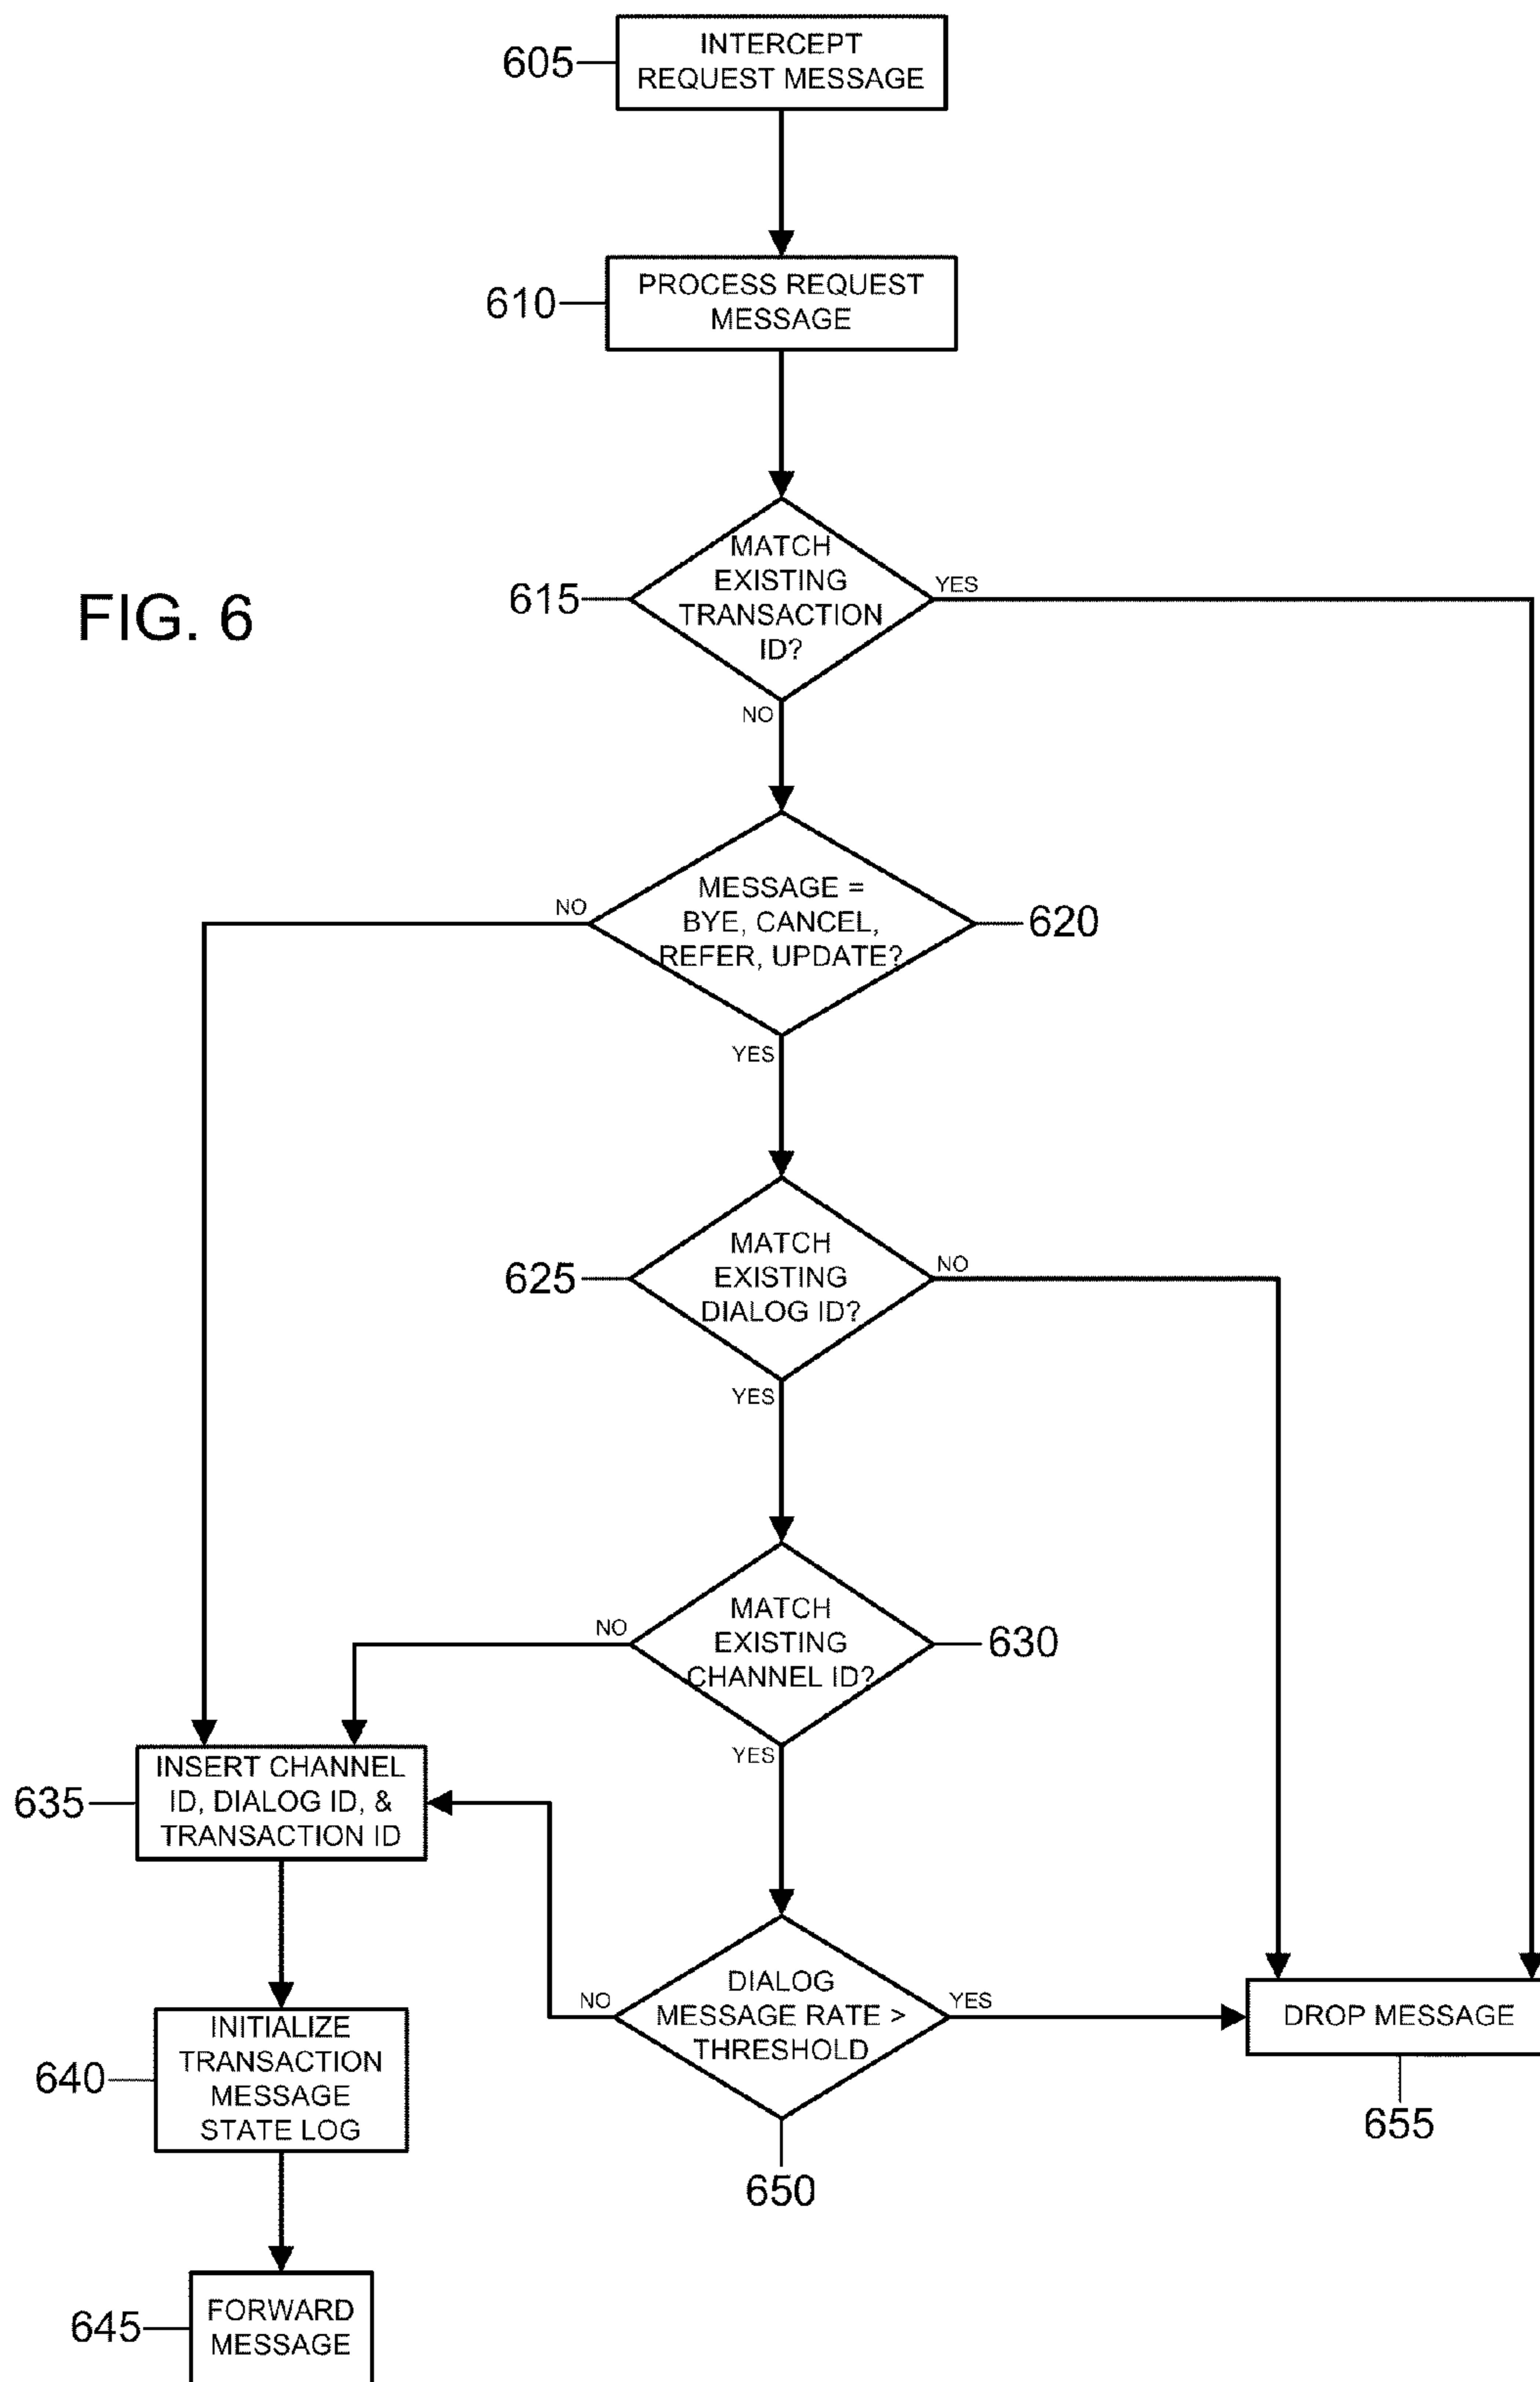 605
INTERCEPT
REQUEST MESSAGE
610
PROCESS REQUEST
MESSAGE
FIG. 6
615
MATCH
EXISTING
TRANSACTION
ID?
YES
NO
MESSAGE =
BYE, CANCEL,
REFER, UPDATE?
NO
620
YES
625
MATCH
EXISTING
DIALOG ID?
NO
YES
MATCH
EXISTING
CHANNEL ID?
NO
630
YES
635
INSERT CHANNEL
ID, DIALOG ID, &
TRANSACTION ID
DIALOG
MESSAGE RATE >
THRESHOLD
NO
YES
650
DROP MESSAGE
655
640
INITIALIZE
TRANSACTION
MESSAGE
STATE LOG
645
FORWARD
MESSAGE